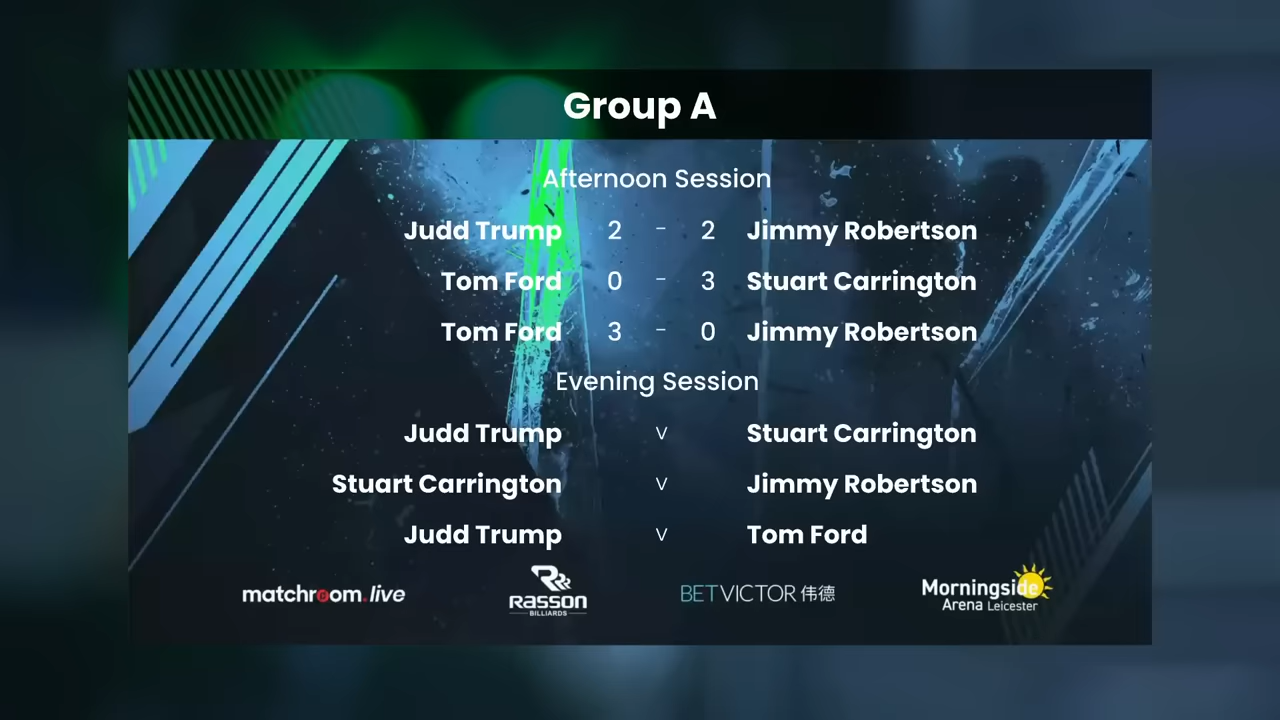 Group A
Afternoon Session
Judd Trump 2 - 2 Jimmy Robertson
Tom Ford 0 - 3 Stuart Carrington
Tom Ford 3 - 0 Jimmy Robertson
Evening Session
Judd Trump V Stuart Carrington
Stuart Carrington V Jimmy Robertson
Judd Trump V Tom Ford
matchroom.live
RASSON
BILLIARDS
BETVICTOR 伟德
Morningside
Arena Leicester